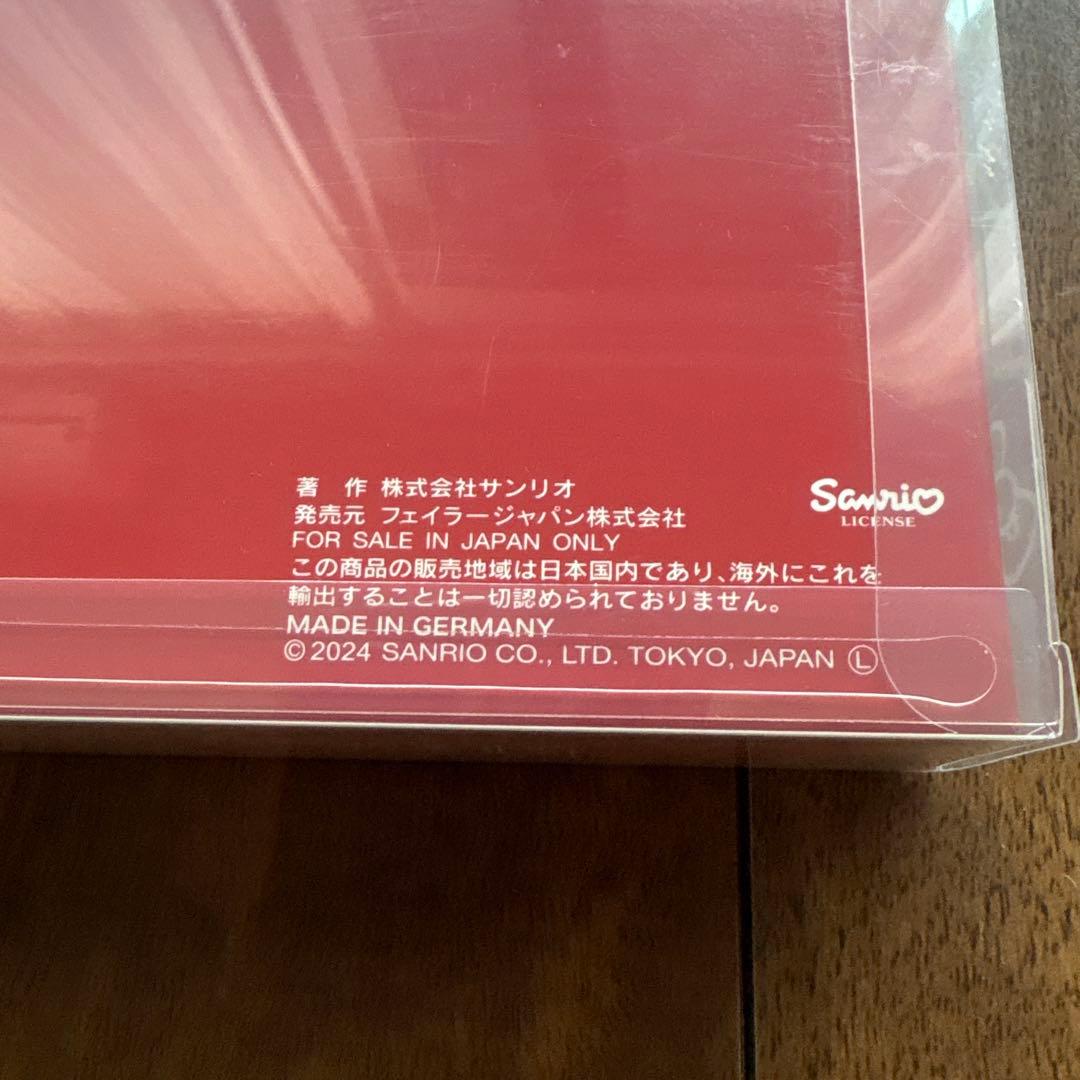 著　作 株式会社サンリオ
発売元 フェイラージャパン株式会社
FOR SALE IN JAPAN ONLY
この商品の販売地域は日本国内であり、海外にこれを
輸出することは一切認められておりません。
MADE IN GERMANY
©2024 SANRIO CO., LTD. TOKYO, JAPAN Ⓛ
Sanrio
LICENSE